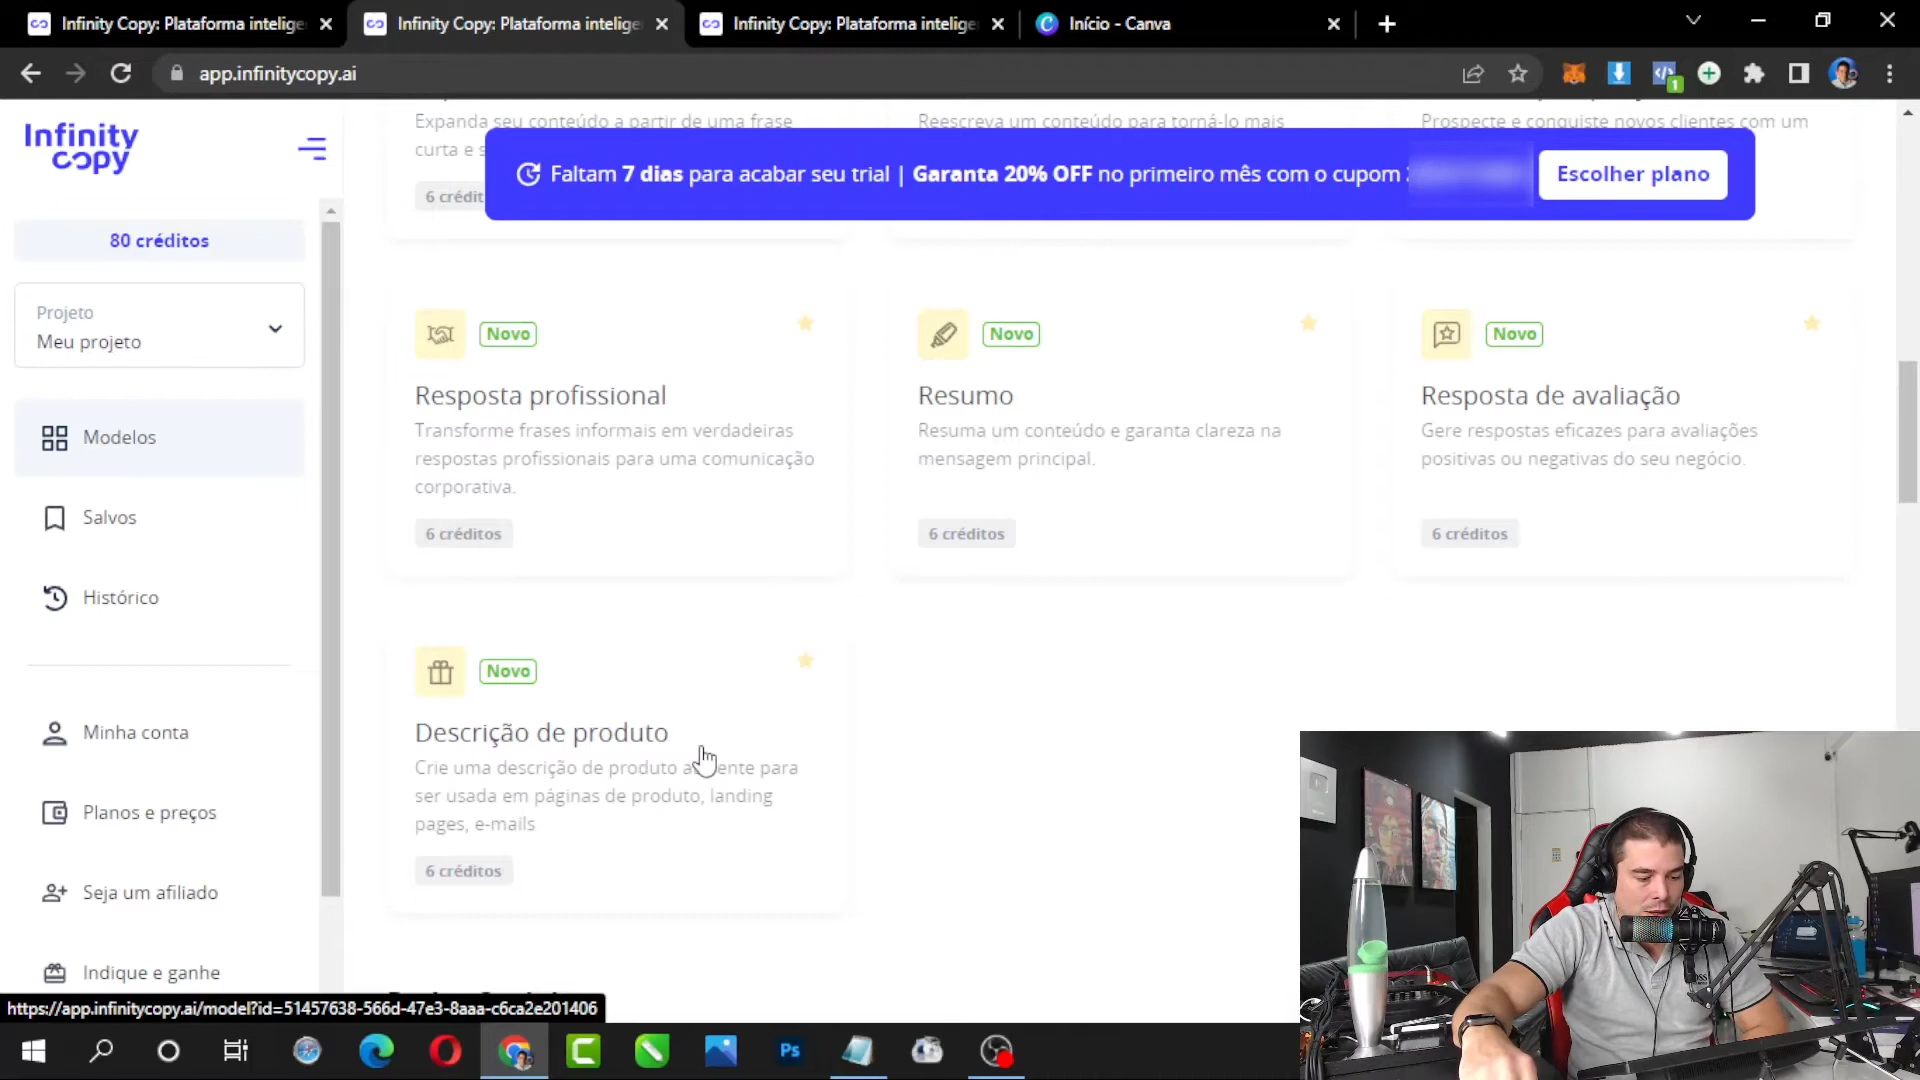 Infinity Copy: Plataforma intelige
Infinity Copy: Plataforma intelige
Infinity Copy: Plataforma intelige
Início - Canva
app.infinitycopy.ai
1
Infinity
copy
80 créditos
Projeto
Meu projeto
Modelos
Salvos
Histórico
Minha conta
Planos e preços
Seja um afiliado
Indique e ganhe
Expanda seu conteúdo a partir de uma frase
curta e s
6 crédit
Reescreva um conteúdo para torná-lo mais
Prospecte e conquiste novos clientes com um
Faltam 7 dias para acabar seu trial | Garanta 20% OFF no primeiro mês com o cupom
Escolher plano
Novo
Resposta profissional
Transforme frases informais em verdadeiras
respostas profissionais para uma comunicação
corporativa.
6 créditos
Novo
Resumo
Resuma um conteúdo e garanta clareza na
mensagem principal.
6 créditos
Novo
Resposta de avaliação
Gere respostas eficazes para avaliações
positivas ou negativas do seu negócio.
6 créditos
Novo
Descrição de produto
Crie uma descrição de produto a ente para
ser usada em páginas de produto, landing
pages, e-mails
6 créditos
https://app.infinitycopy.ai/model?id=51457638-566d-47e3-8aaa-c6ca2e201406
Ps